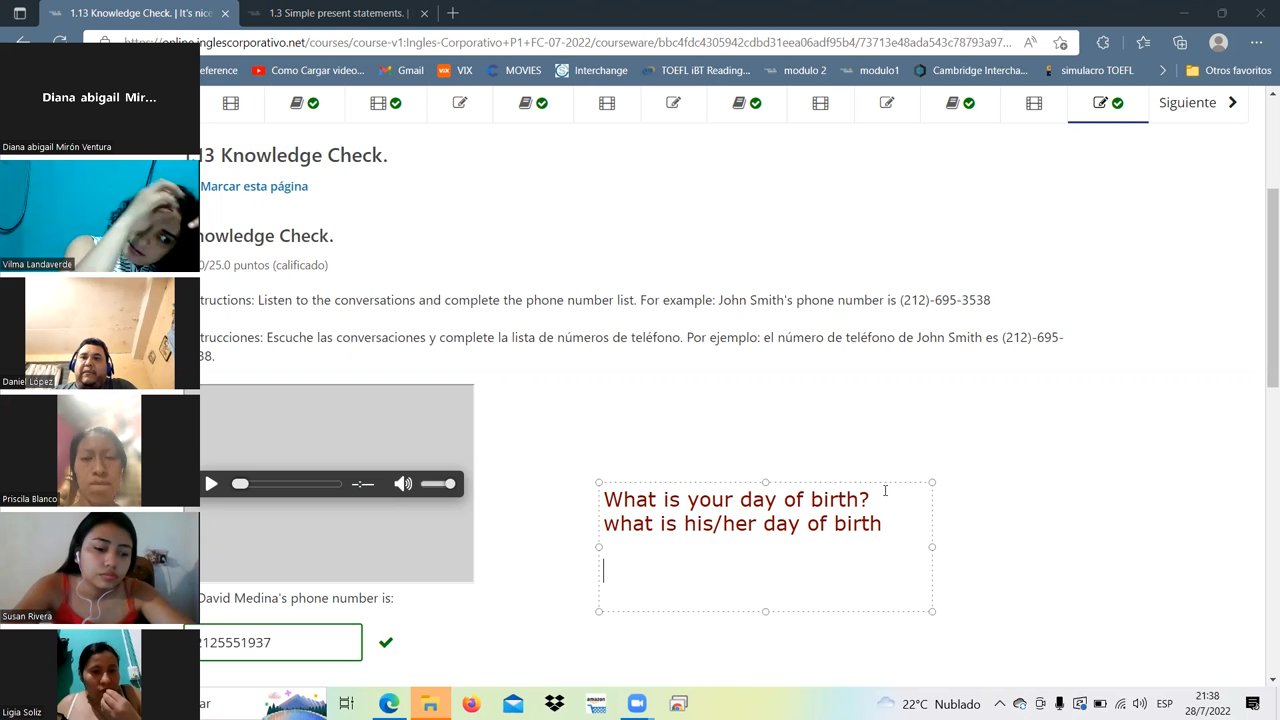 1.13 Knowledge Check. | It's nice
1.3 Simple present statements. |
https://online.inglescorporativo.net/courses/course-v1:Ingles-Corporativo+P1+FC-07-2022/courseware/bbc4fdc4305942cdbd31eea06adf95b4/73713e48ada543c78793a97...
eference
Como Cargar video...
Gmail
VIX
MOVIES
Interchange
TOEFL iBT Reading...
modulo 2
modulo1
Cambridge Intercha...
simulacro TOEFL
Otros favoritos
Siguiente
Diana abigail Mir...
Diana abigail Mirón Ventura
Vilma Landaverde
Daniel López
Priscila Blanco
Susan Rivera
Ligia Soliz
.13 Knowledge Check.
Marcar esta página
nowledge Check.
0/25.0 puntos (calificado)
tructions: Listen to the conversations and complete the phone number list. For example: John Smith's phone number is (212)-695-3538
trucciones: Escuche las conversaciones y complete la lista de números de teléfono. Por ejemplo: el número de teléfono de John Smith es (212)-695-
38.
-:--
What is your day of birth?
what is his/her day of birth
David Medina's phone number is:
2125551937
ar
amazon
22°C Nublado
ESP
21:38
28/7/2022